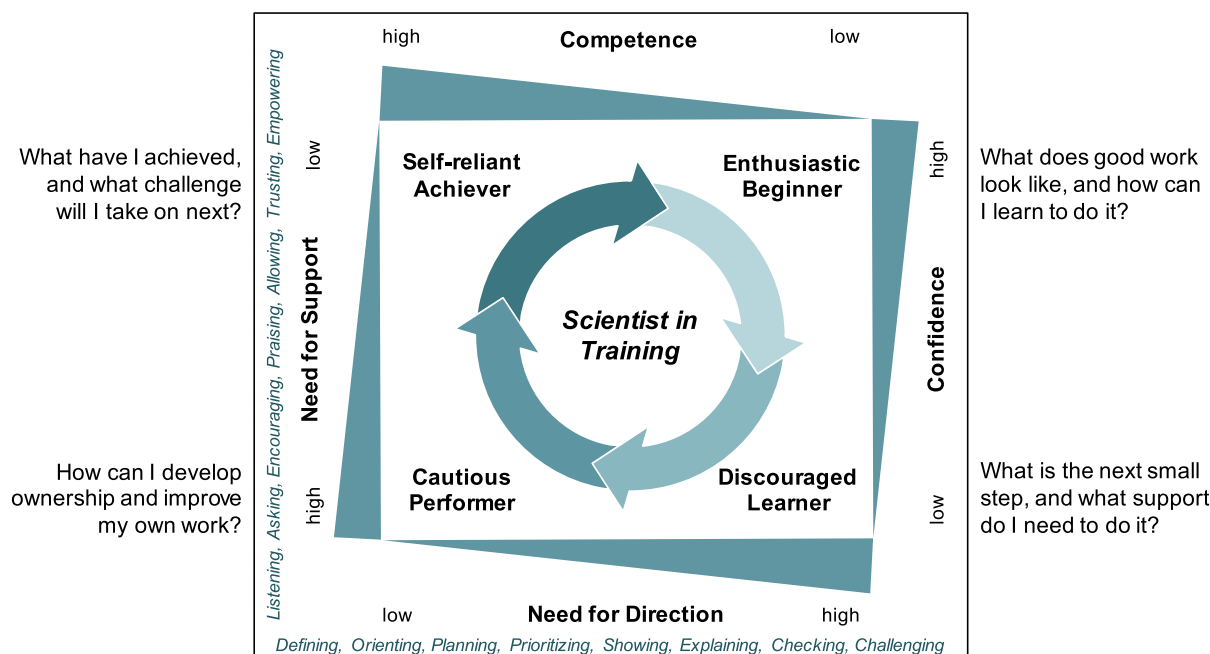 high
Competence
low
Listening, Asking, Encouraging, Praising, Allowing, Trusting, Empowering
Need for Support
low
high
What have I achieved,
and what challenge
will I take on next?
Self-reliant
Achiever
Enthusiastic
Beginner
high
Confidence
low
What does good work
look like, and how can
I learn to do it?
Scientist in
Training
How can I develop
ownership and improve
my own work?
Cautious
Performer
Discouraged
Learner
What is the next small
step, and what support
do I need to do it?
low
Need for Direction
high
Defining, Orienting, Planning, Prioritizing, Showing, Explaining, Checking, Challenging